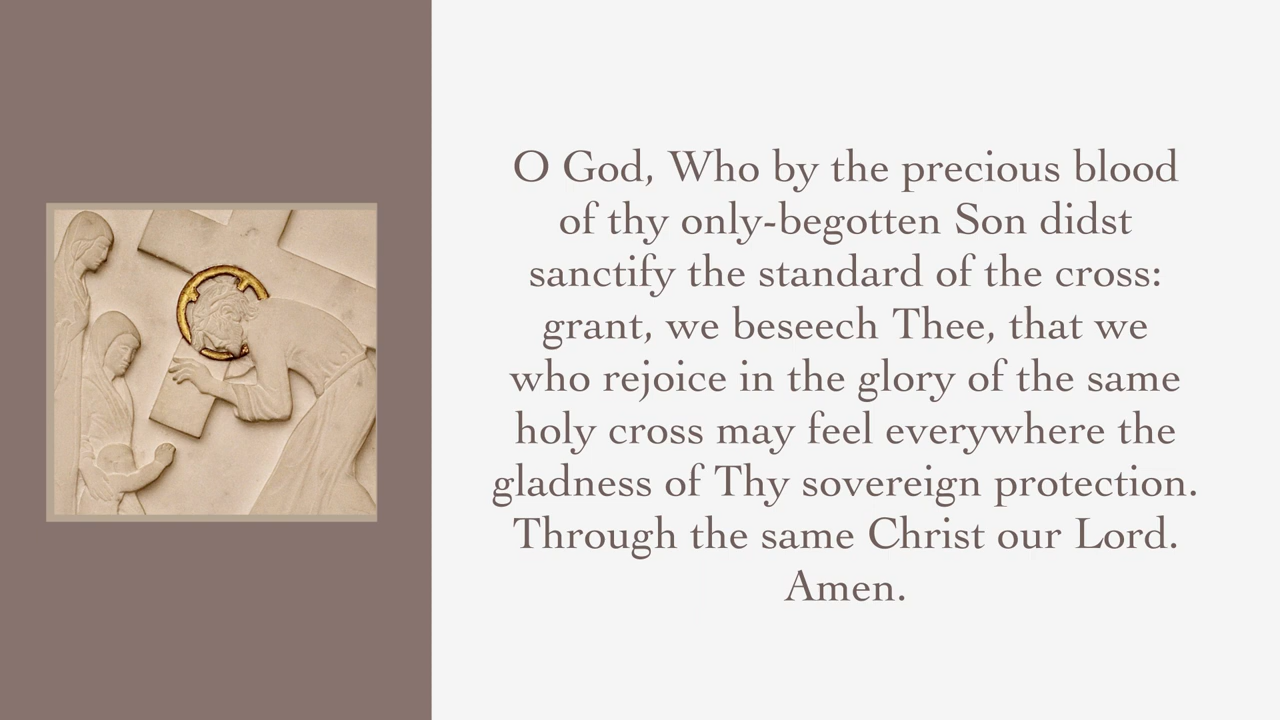 O God, Who by the precious blood
of thy only-begotten Son didst
sanctify the standard of the cross:
grant, we beseech Thee, that we
who rejoice in the glory of the same
holy cross may feel everywhere the
gladness of Thy sovereign protection.
Through the same Christ our Lord.
Amen.